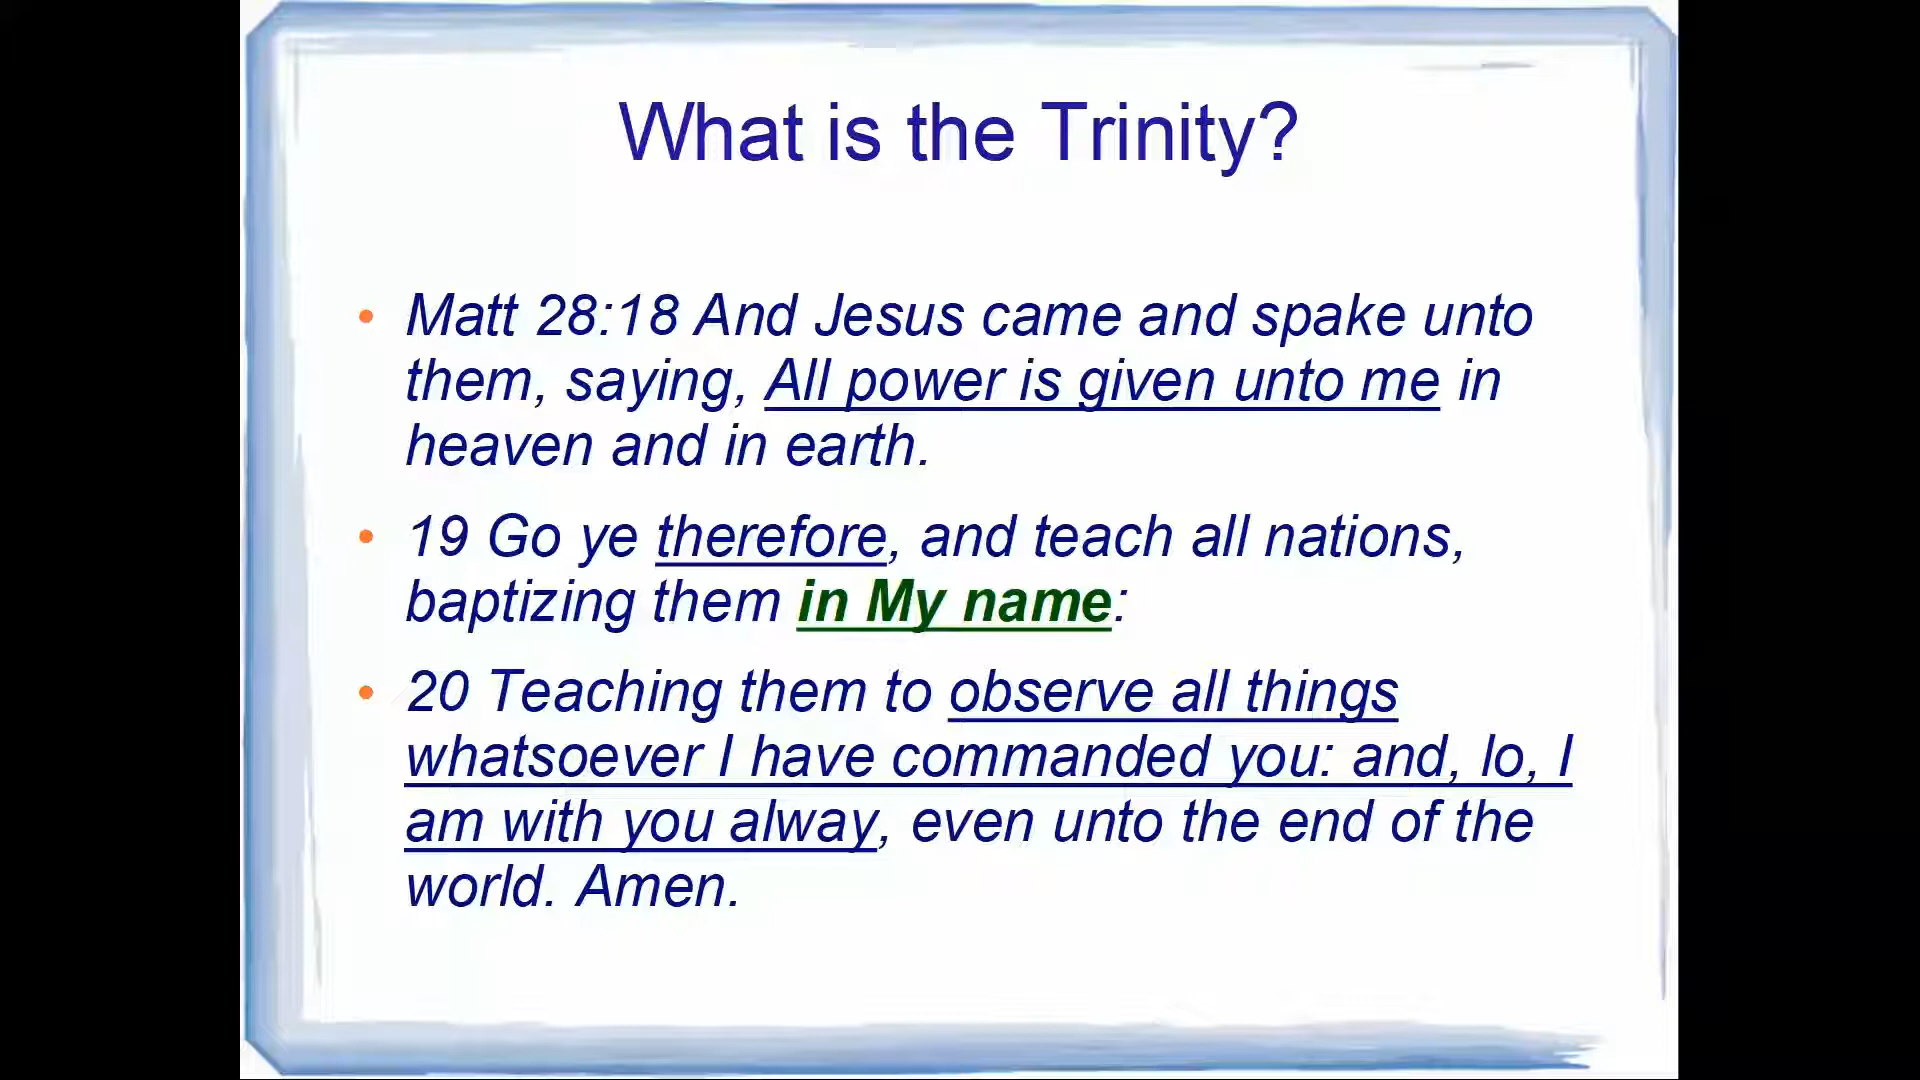 What is the Trinity?
• Matt 28:18 And Jesus came and spake unto
them, saying, All power is given unto me in
heaven and in earth.
• 19 Go ye therefore, and teach all nations,
baptizing them in My name:
• 20 Teaching them to observe all things
whatsoever I have commanded you: and, lo, I
am with you alway, even unto the end of the
world. Amen.